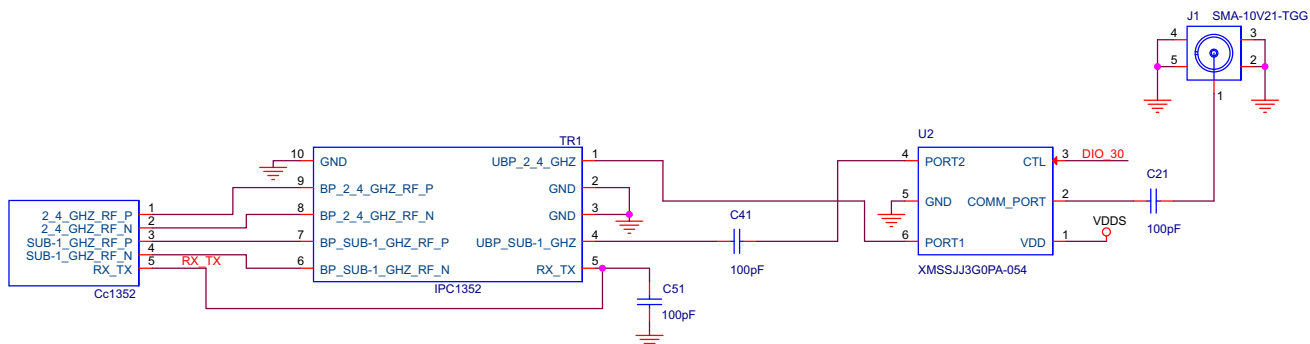 J1 SMA-10V21-TGG
4 3
5 2
1
U2
4 PORT2 CTL 3 DIO_30
5 GND COMM_PORT 2
6 PORT1 VDD 1
XMSSJJ3G0PA-054
C21
100pF
VDDS
TR1
10 GND UBP_2_4_GHZ 1
9 BP_2_4_GHZ_RF_P GND 2
8 BP_2_4_GHZ_RF_N GND 3
7 BP_SUB-1_GHZ_RF_P UBP_SUB-1_GHZ 4
6 BP_SUB-1_GHZ_RF_N RX_TX 5
IPC1352
C41
100pF
C51
100pF
2_4_GHZ_RF_P 1
2_4_GHZ_RF_N 2
SUB-1_GHZ_RF_P 3
SUB-1_GHZ_RF_N 4
RX_TX 5 RX_TX
Cc1352